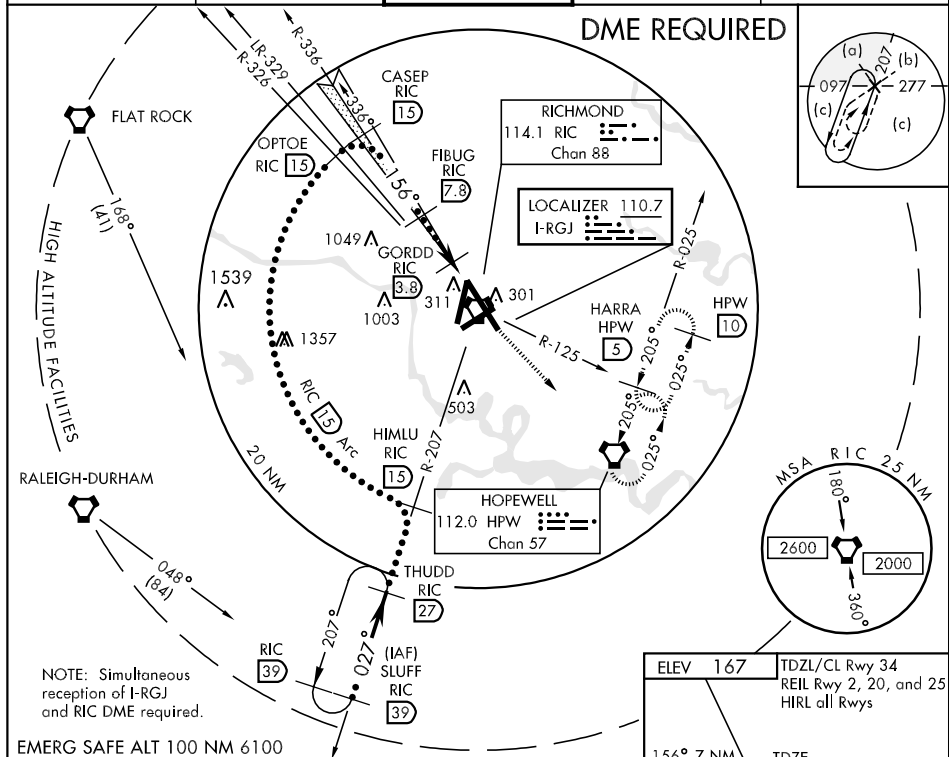 DME REQUIRED
R-336
LR-329
R-326
336°
156°
CASEP
RIC
15
OPTOE
RIC 15
FIBUG
RIC
7.8
FLAT ROCK
168°
(41)
HIGH ALTITUDE FACILITIES
RICHMOND
114.1 RIC
Chan 88
LOCALIZER 110.7
I-RGJ
(a)
207
(b)
097
277
(c)
(c)
1049
GORDD
RIC
3.8
1539
311
301
1003
1357
R-025
HARRA
HPW
5
HPW
10
R-125
205°
205°
025°
025°
503
RIC 15 Arc
R-207
HIMLU
RIC
15
20 NM
HOPEWELL
112.0 HPW
Chan 57
RALEIGH-DURHAM
048°
(84)
MSA RIC 25 NM
180°
2600
2000
360°
THUDD
RIC
27
207°
027°
RIC
39
(IAF)
SLUFF
RIC
39
NOTE: Simultaneous
reception of I-RGJ
and RIC DME required.
EMERG SAFE ALT 100 NM 6100
ELEV 167
TDZL/CL Rwy 34
REIL Rwy 2, 20, and 25
HIRL all Rwys
156° 7 NM
TDZE